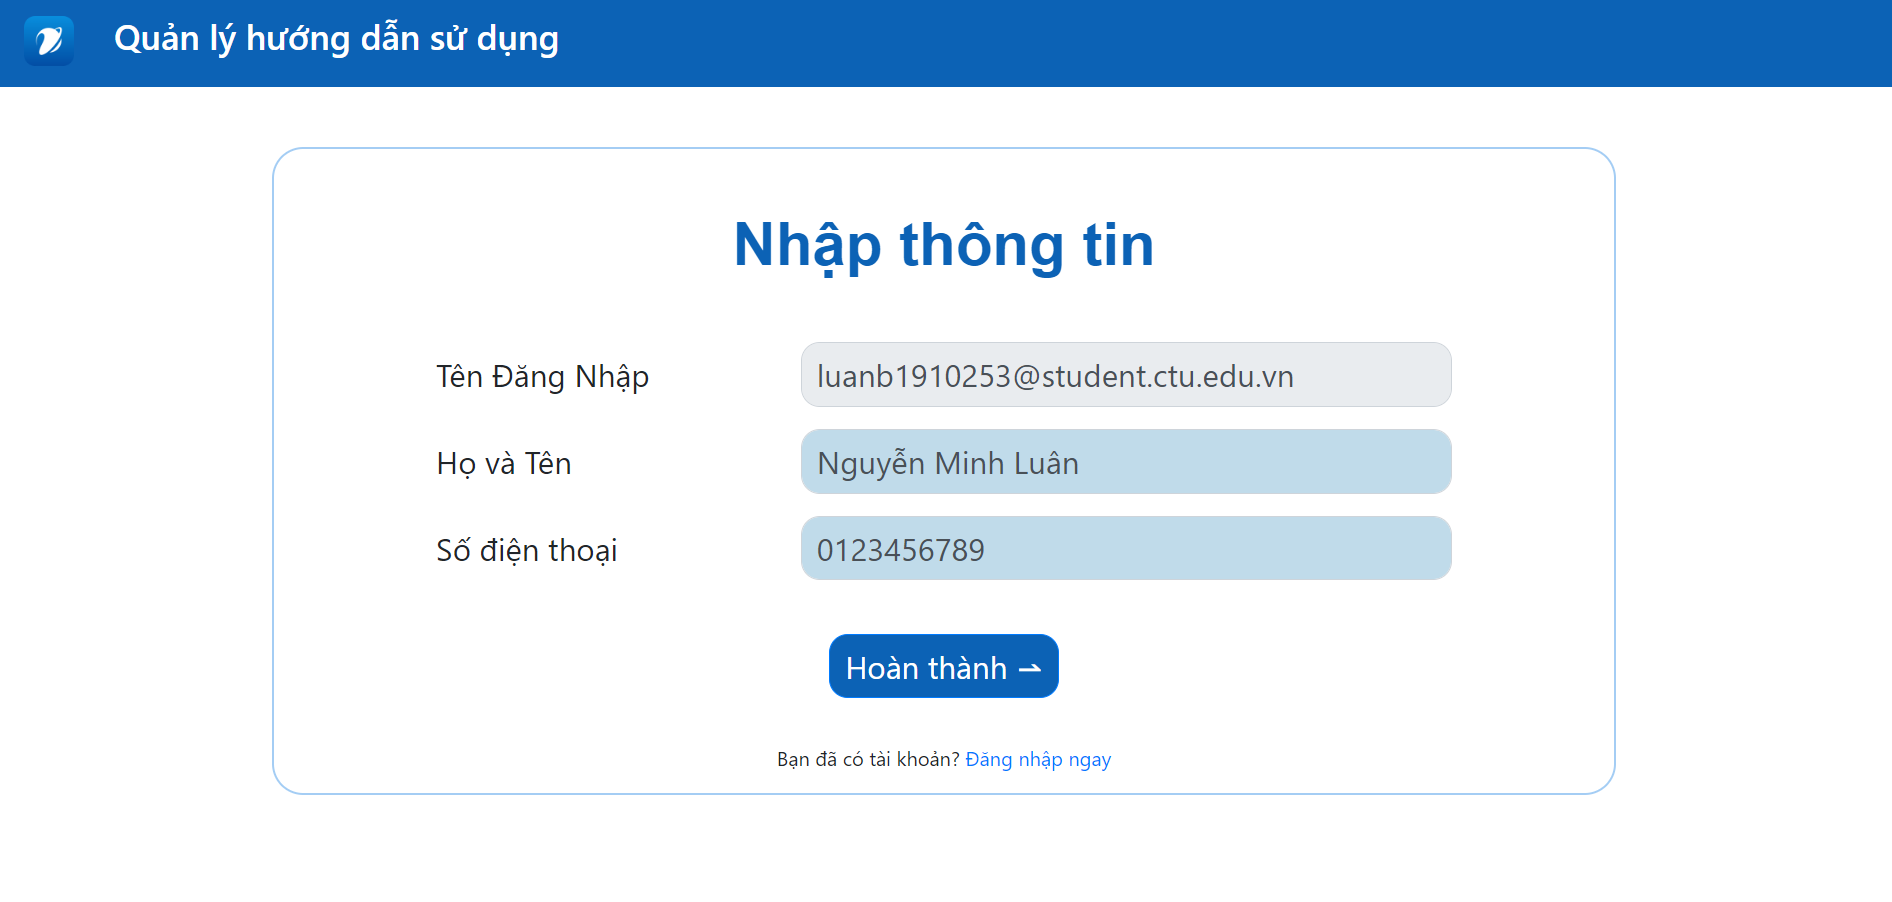 Quản lý hướng dẫn sử dụng
Nhập thông tin
Tên Đăng Nhập
luanb1910253@student.ctu.edu.vn
Họ và Tên
Nguyễn Minh Luân
Số điện thoại
0123456789
Hoàn thành ⇀
Bạn đã có tài khoản? Đăng nhập ngay